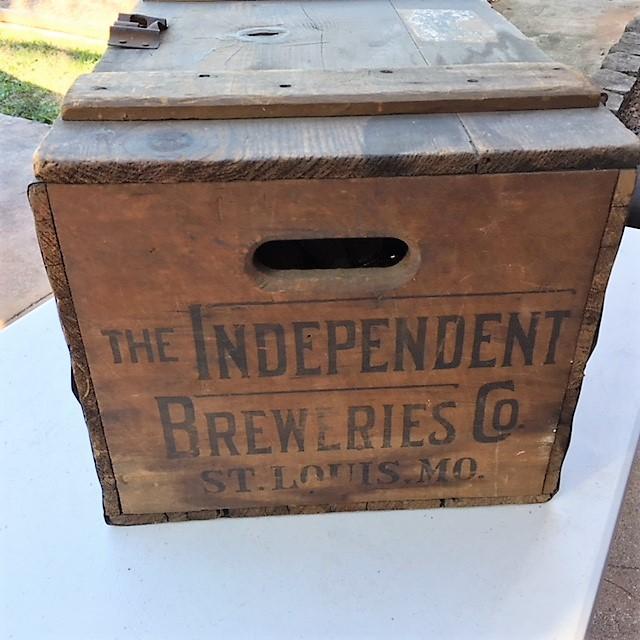 THE INDEPENDENT
BREWERIES CO.
ST. LOUIS, MO.